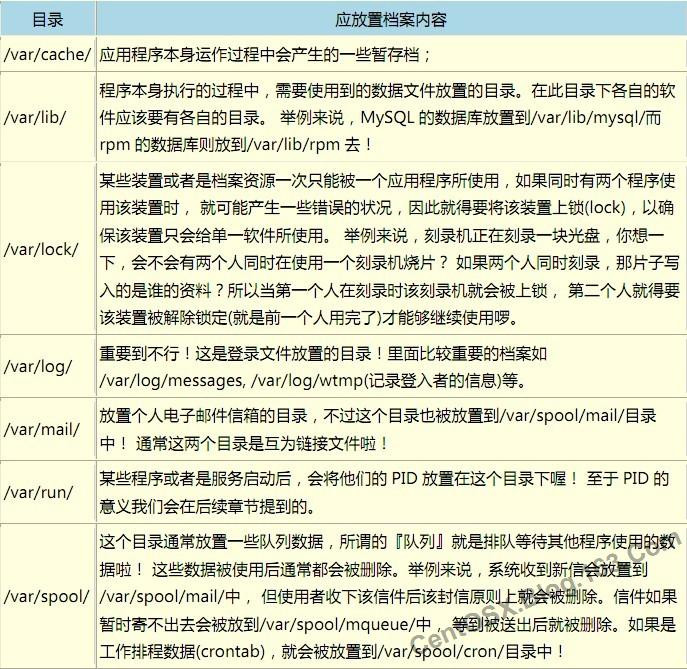 目录 应放置档案内容
/var/cache/ 应用程序本身运作过程中会产生的一些暂存档；
程序本身执行的过程中，需要使用到的数据文件放置的目录。在此目录下各自的软
/var/lib/ 件应该要有各自的目录。 举例来说，MySQL 的数据库放置到/var/lib/mysql/而
rpm 的数据库则放到/var/lib/rpm 去！
某些装置或者是档案资源一次只能被一个应用程序所使用，如果同时有两个程序使
用该装置时， 就可能产生一些错误的状况，因此就得要将该装置上锁(lock)，以确
保该装置只会给单一软件所使用。 举例来说，刻录机正在刻录一块光盘，你想一
/var/lock/ 下，会不会有两个人同时在使用一个刻录机烧片？ 如果两个人同时刻录，那片子写
入的是谁的资料？所以当第一个人在刻录时该刻录机就会被上锁， 第二个人就得要
该装置被解除锁定(就是前一个人用完了)才能够继续使用啰。
重要到不行！这是登录文件放置的目录！里面比较重要的档案如
/var/log/ /var/log/messages, /var/log/wtmp(记录登入者的信息)等。
放置个人电子邮件信箱的目录，不过这个目录也被放置到/var/spool/mail/目录
/var/mail/ 中！ 通常这两个目录是互为链接文件啦！
某些程序或者是服务启动后，会将他们的 PID 放置在这个目录下喔！ 至于 PID 的
/var/run/ 意义我们会在后续章节提到的。
这个目录通常放置一些队列数据，所谓的『队列』就是排队等待其他程序使用的数
据啦！ 这些数据被使用后通常都会被删除。举例来说，系统收到新信会放置到
/var/spool/ /var/spool/mail/中， 但使用者收下该信件后该封信原则上就会被删除。信件如果
暂时寄不出去会被放到/var/spool/mqueue/中， 等到被送出后就被删除。如果是
工作排程数据(crontab)，就会被放置到/var/spool/cron/目录中！
CentOSX.Blog.163.Com